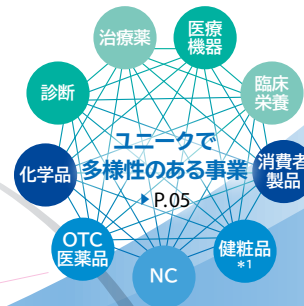 治療薬
医療
機器
診断
臨床
栄養
ユニークで
多様性のある事業
P.05
化学品
消費者
製品
OTC
医薬品
NC
健粧品
*1